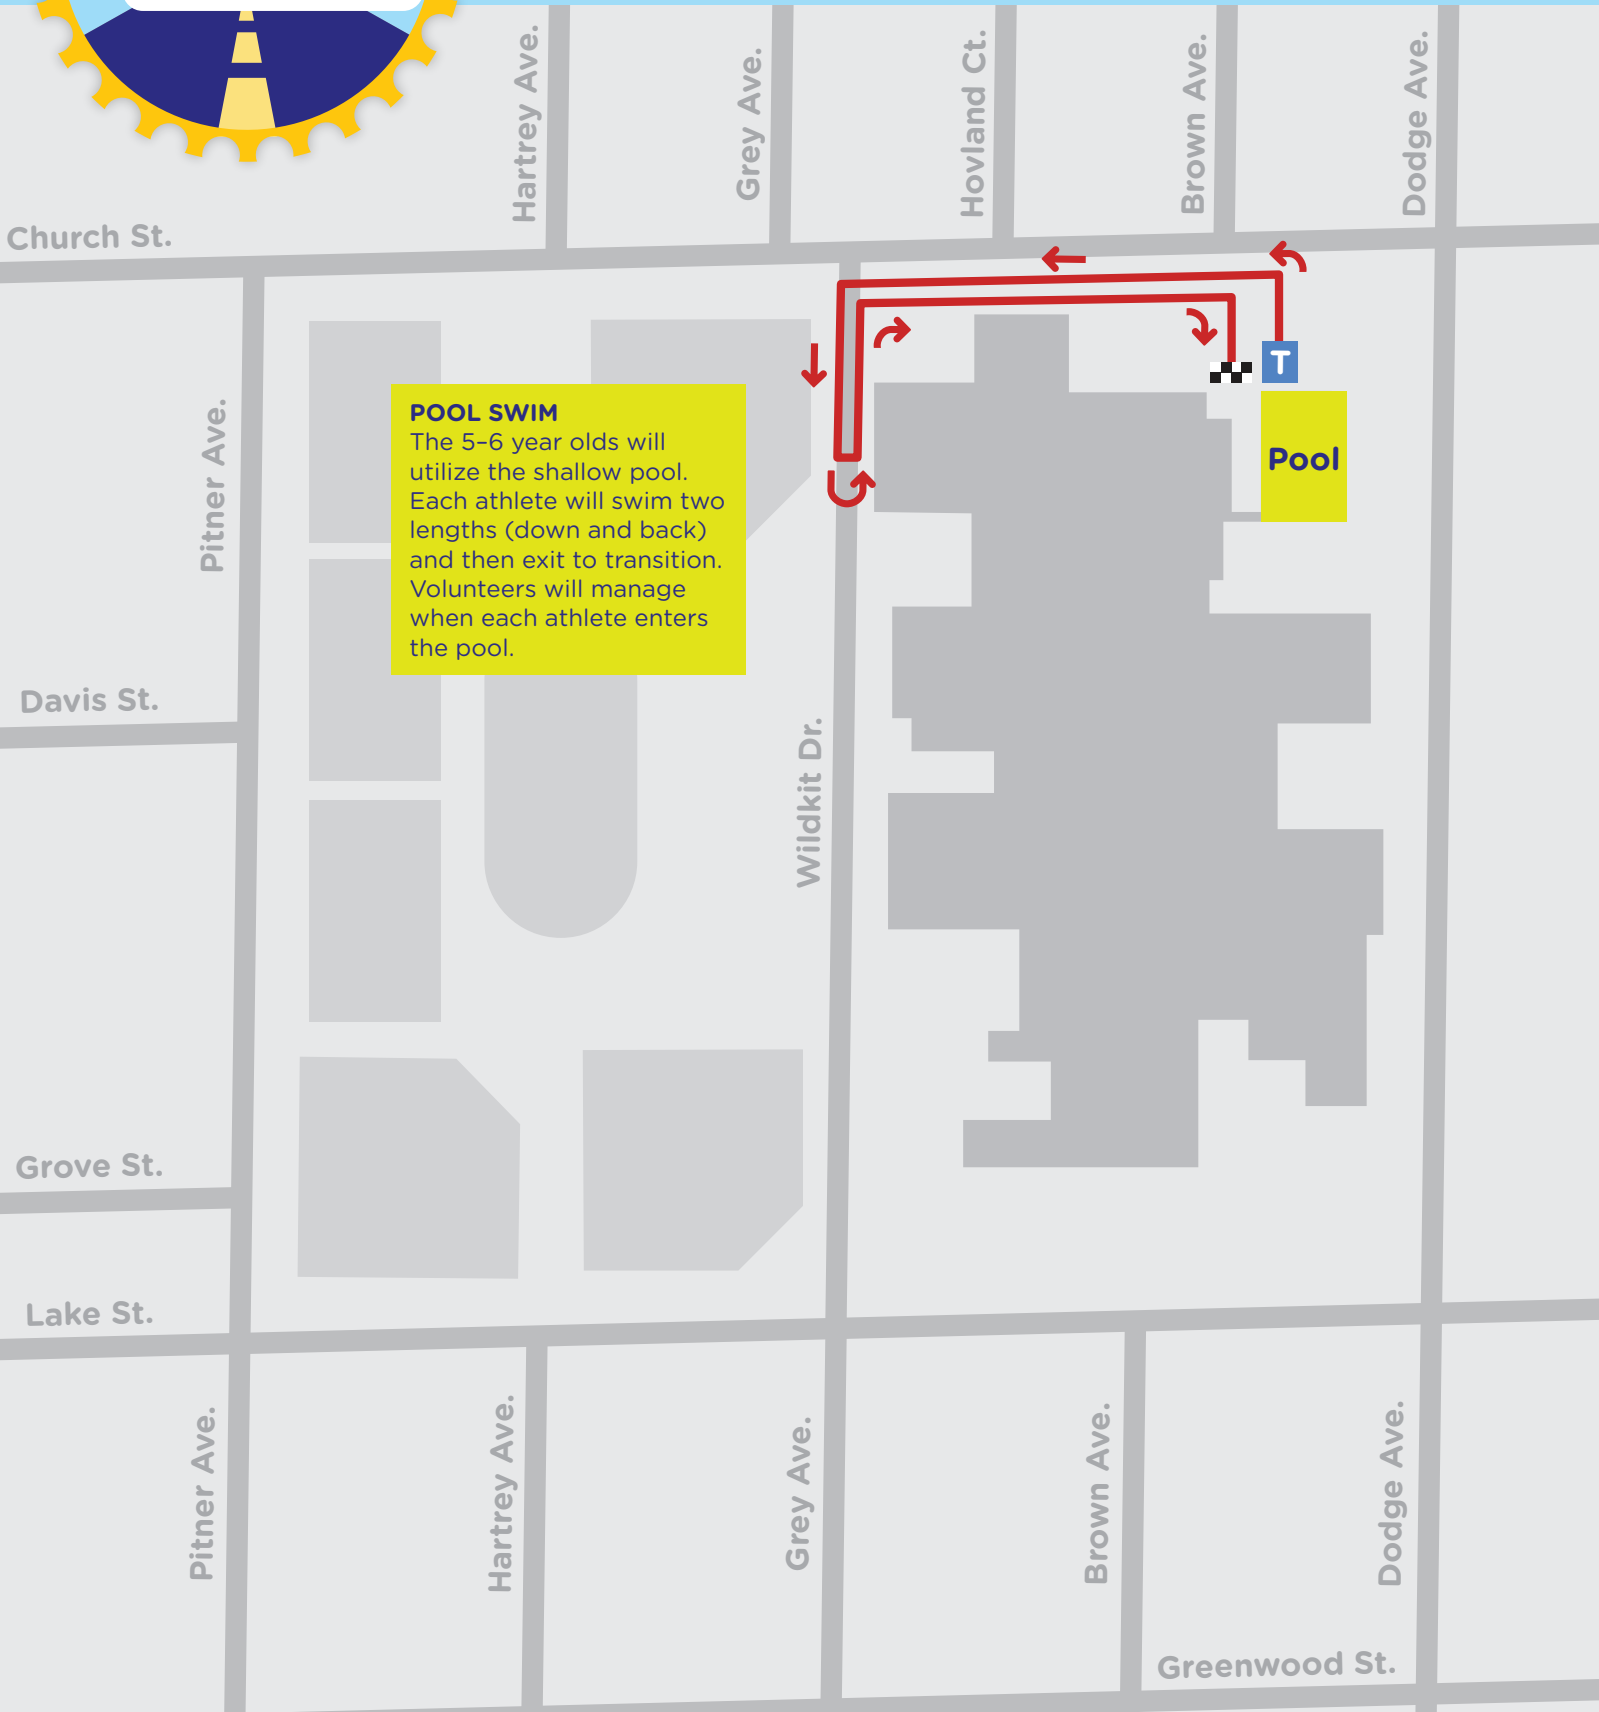 Hartrey Ave.
Grey Ave.
Hovland Ct.
Brown Ave.
Dodge Ave.
Church St.
T
Pool
POOL SWIM
The 5–6 year olds will
utilize the shallow pool.
Each athlete will swim two
lengths (down and back)
and then exit to transition.
Volunteers will manage
when each athlete enters
the pool.
Pitner Ave.
Davis St.
Wildkit Dr.
Grove St.
Lake St.
Pitner Ave.
Hartrey Ave.
Grey Ave.
Brown Ave.
Dodge Ave.
Greenwood St.